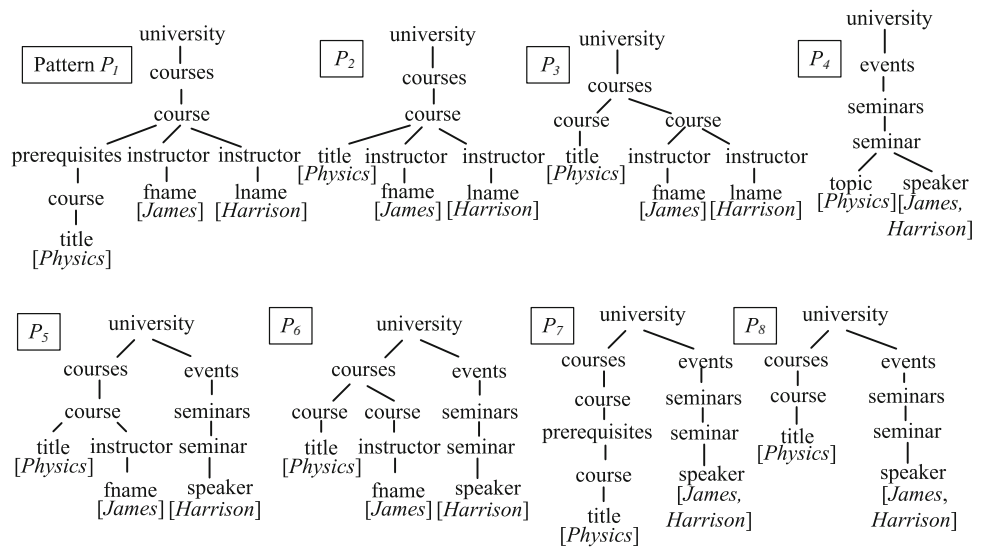 Pattern P1
university
courses
course
prerequisites instructor instructor
course fname lname
[James] [Harrison]
title
[Physics]
P2
university
courses
course
title instructor instructor
[Physics] fname lname
[James] [Harrison]
P3
university
courses
course course
title instructor instructor
[Physics] fname lname
[James] [Harrison]
P4
university
events
seminars
seminar
topic speaker
[Physics] [James,
Harrison]
P5
university
courses events
course seminars
title instructor seminar
[Physics] fname speaker
[James] [Harrison]
P6
university
courses events
course course seminars
title instructor seminar
[Physics] fname speaker
[James] [Harrison]
P7
university
courses events
course seminars
prerequisites seminar
course speaker
[James,
title Harrison]
[Physics]
P8
university
courses events
course seminars
title seminar
[Physics] speaker
[James,
Harrison]